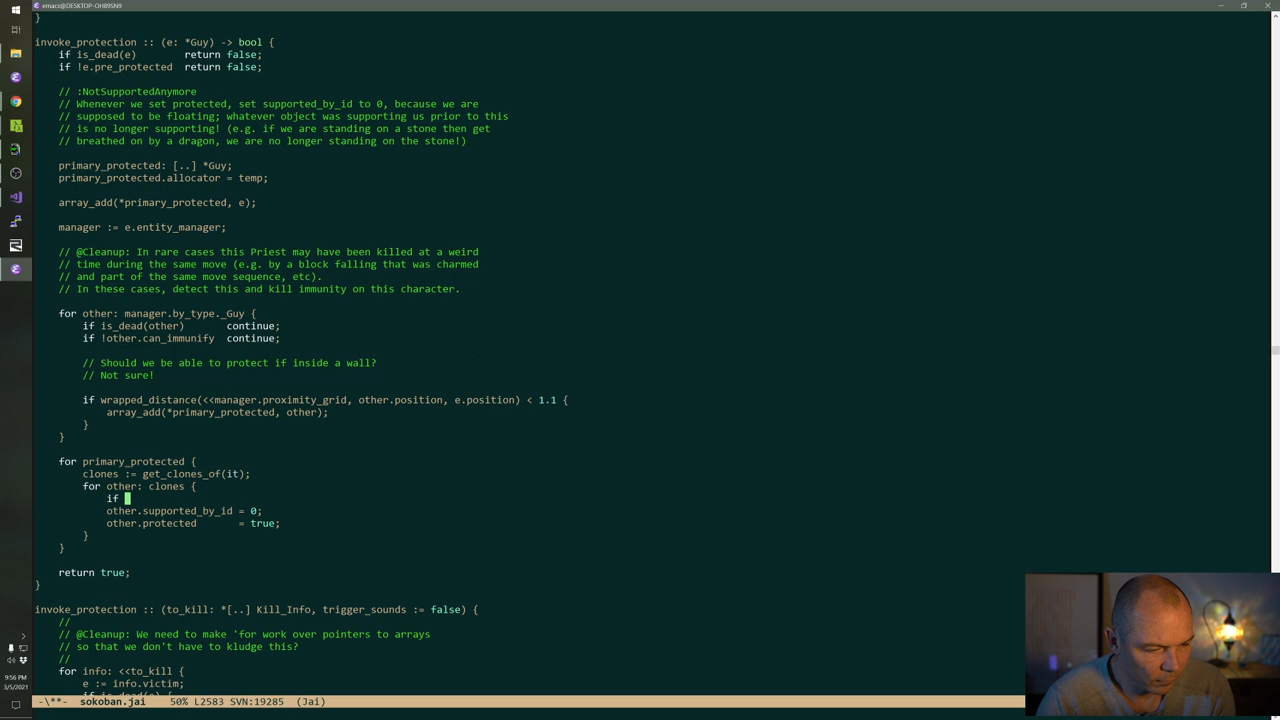 emacs@DESKTOP-OH89SN9
}
invoke_protection :: (e: *Guy) -> bool {
    if is_dead(e)        return false;
    if !e.pre_protected  return false;
    // :NotSupportedAnymore
    // Whenever we set protected, set supported_by_id to 0, because we are
    // supposed to be floating; whatever object was supporting us prior to this
    // is no longer supporting! (e.g. if we are standing on a stone then get
    // breathed on by a dragon, we are no longer standing on the stone!)
    primary_protected: [..] *Guy;
    primary_protected.allocator = temp;
    array_add(*primary_protected, e);
    manager := e.entity_manager;
    // @Cleanup: In rare cases this Priest may have been killed at a weird
    // time during the same move (e.g. by a block falling that was charmed
    // and part of the same move sequence, etc).
    // In these cases, detect this and kill immunity on this character.
    for other: manager.by_type._Guy {
        if is_dead(other)       continue;
        if !other.can_immunify  continue;
        // Should we be able to protect if inside a wall?
        // Not sure!
        if wrapped_distance(<<manager.proximity_grid, other.position, e.position) < 1.1 {
            array_add(*primary_protected, other);
        }
    }
    for primary_protected {
        clones := get_clones_of(it);
        for other: clones {
            if
            other.supported_by_id = 0;
            other.protected       = true;
        }
    }
    return true;
}
invoke_protection :: (to_kill: *[..] Kill_Info, trigger_sounds := false) {
    //
    // @Cleanup: We need to make 'for work over pointers to arrays
    // so that we don't have to kludge this?
    //
    for info: <<to_kill {
        e := info.victim;
        if is_dead(e) {
-\**-  sokoban.jai    50% L2583 SVN:19285  (Jai)
9:56 PM
3/5/2021